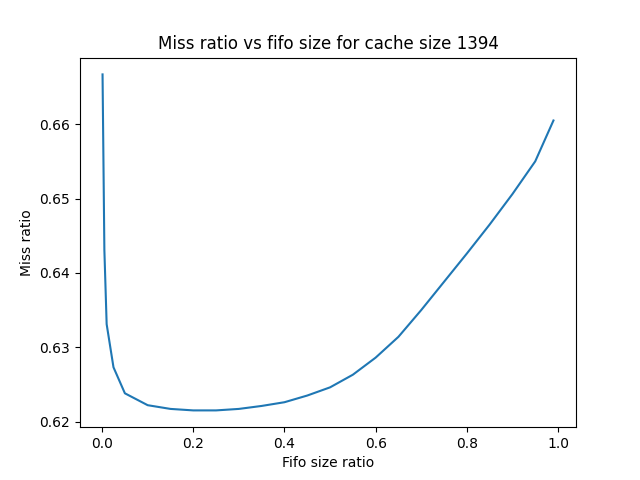 Miss ratio vs fifo size for cache size 1394
Miss ratio
0.66
0.65
0.64
0.63
0.62
0.0 0.2 0.4 0.6 0.8 1.0
Fifo size ratio